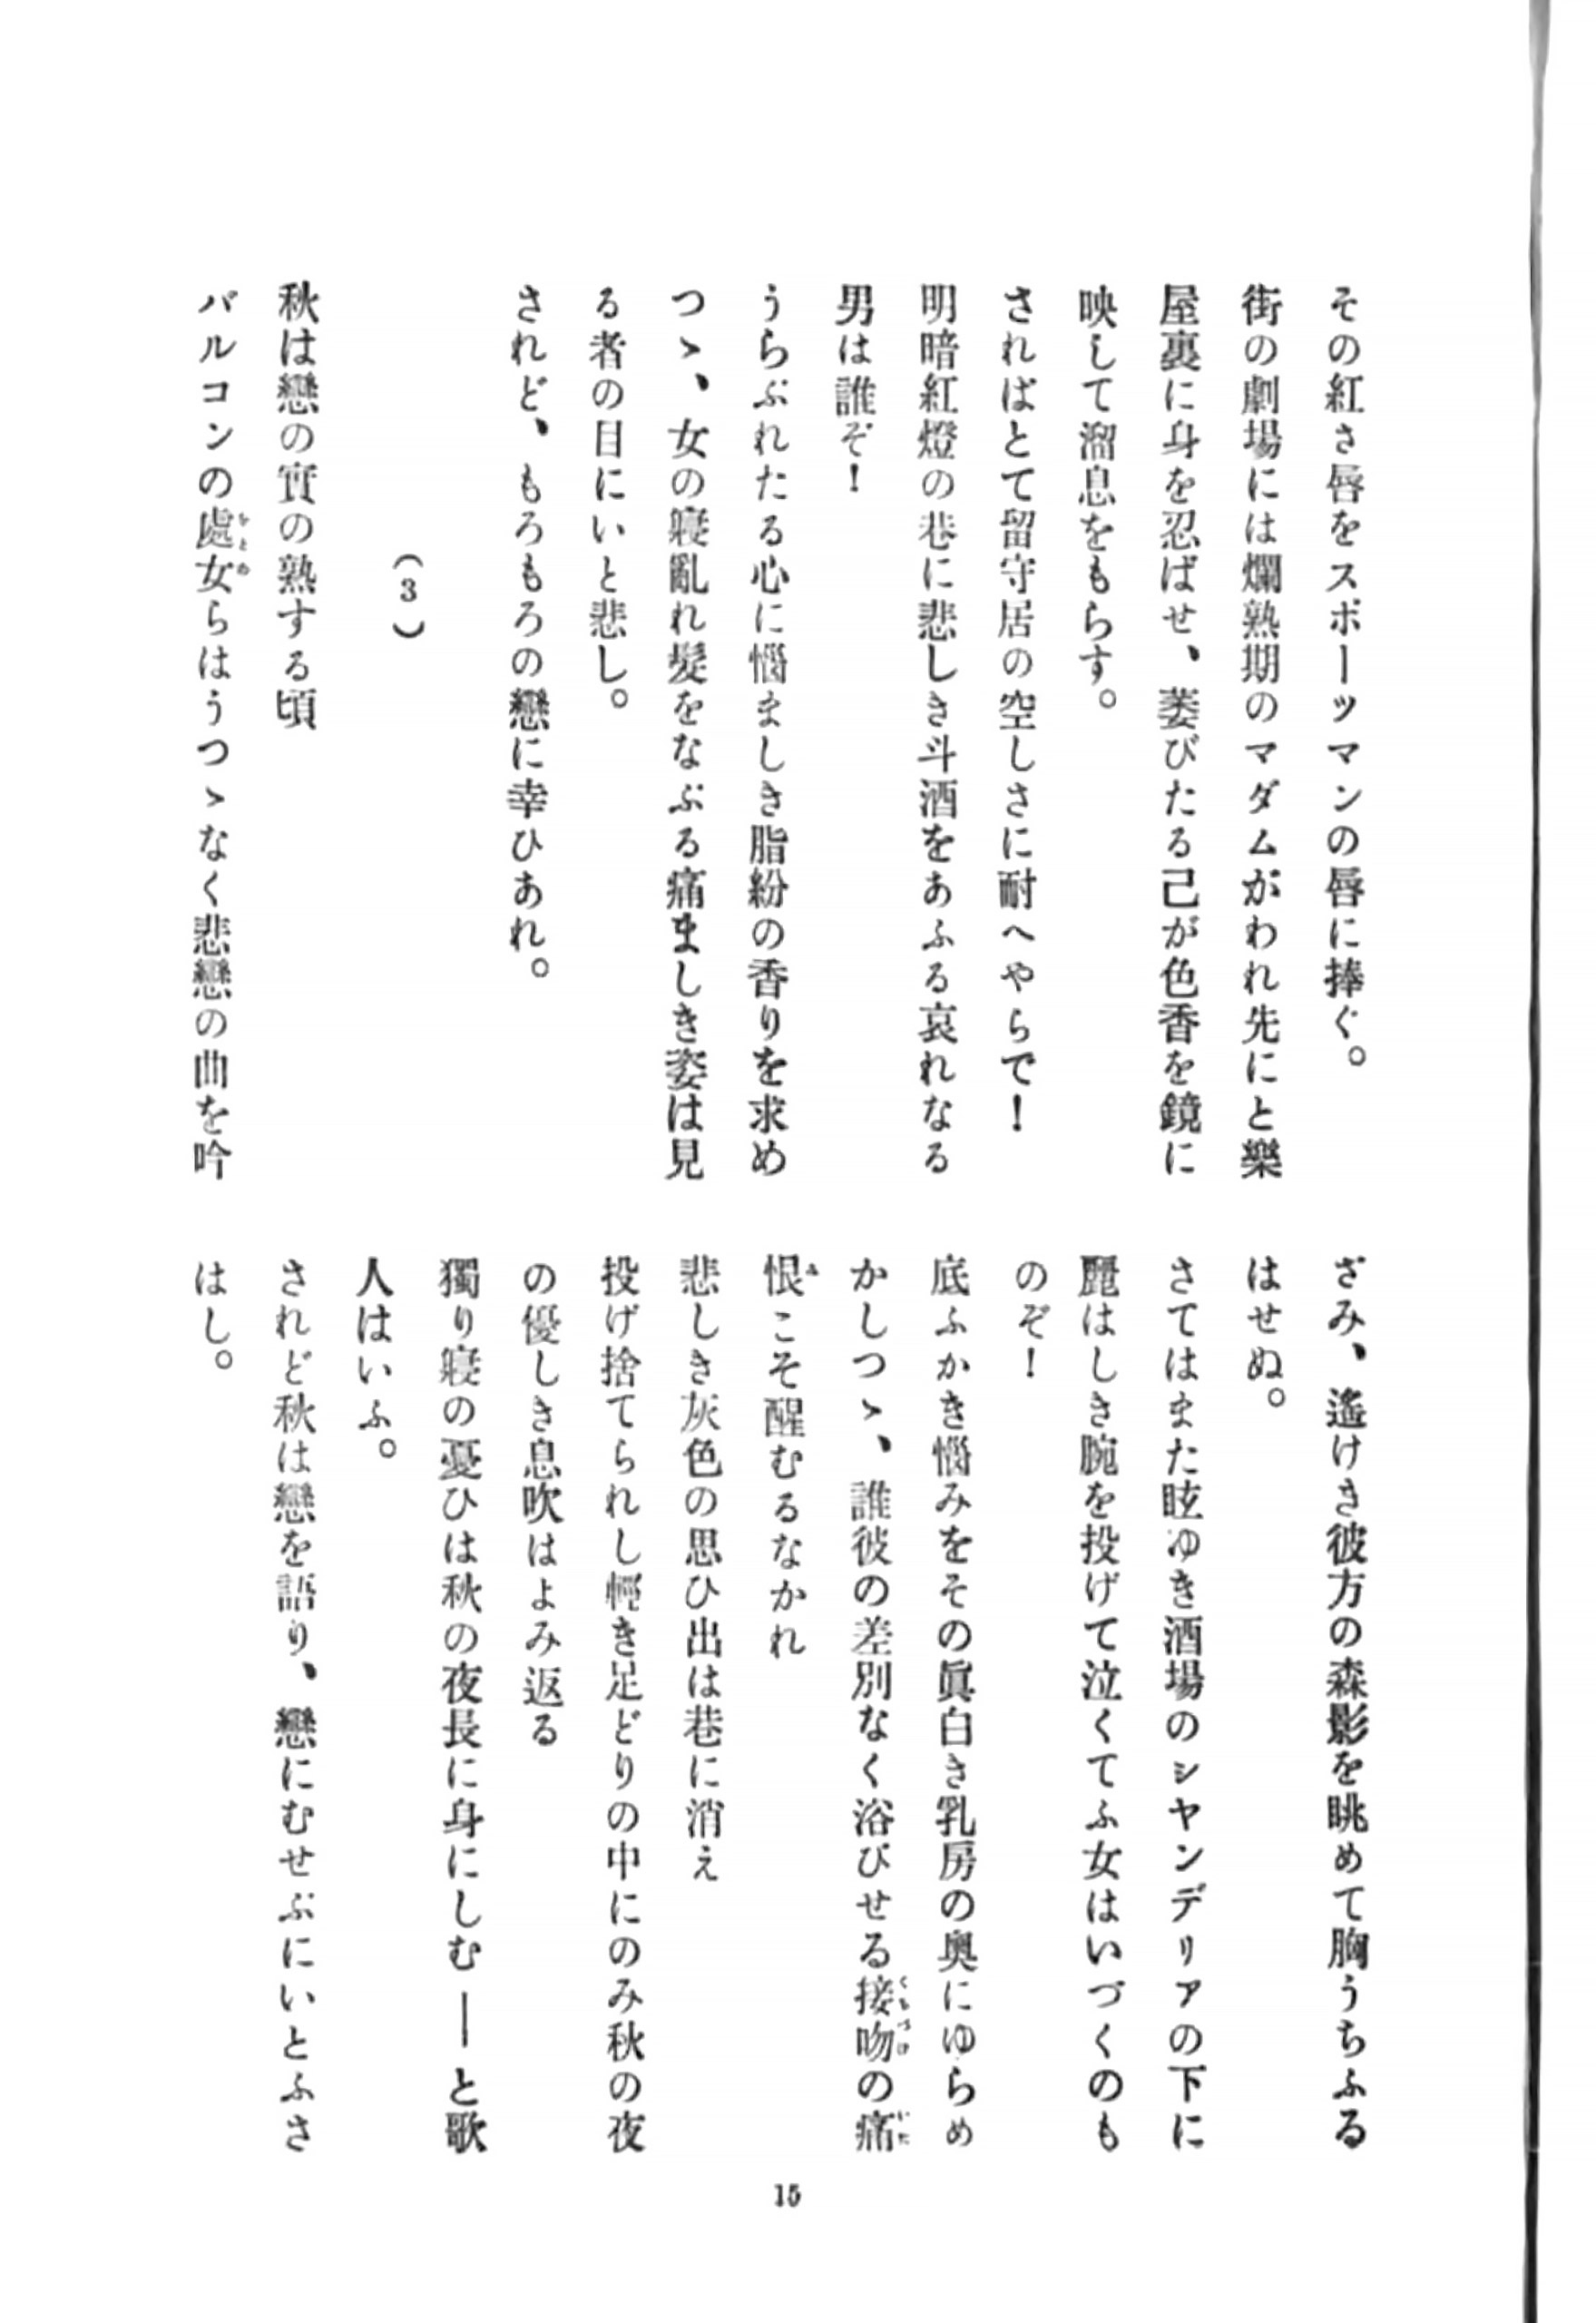 その紅さ唇をスポーツマンの唇に捧ぐ。
街の劇場には爛熟期のマダムがわれ先にと樂
屋裏に身を忍ばせ、萎びたる己が色香を鏡に
映して溜息をもらす。
さればとて留守居の空しさに耐へやらで！
明暗紅燈の巷に悲しき斗酒をあふる哀れなる
男は誰ぞ！
うらぶれたる心に惱ましき脂紛の香りを求め
つゝ、女の寢亂れ髮をなぶる痛ましき姿は見
る者の目にいと悲し。
されど、もろもろの戀に幸ひあれ。
（3）
秋は戀の實の熟する頃
バルコンの處女らはうつゝなく悲戀の曲を吟
ざみ、遙けき彼方の森影を眺めて胸うちふる
はせぬ。
さてはまた眩ゆき酒場のシヤンデリアの下に
麗はしき腕を投げて泣くてふ女はいづくのも
のぞ！
底ふかき惱みをその眞白き乳房の奧にゆらめ
かしつゝ、誰彼の差別なく浴びせる接吻の痛
恨こそ醒むるなかれ
悲しき灰色の思ひ出は巷に消え
投げ捨てられし輕き足どりの中にのみ秋の夜
の優しき息吹はよみ返る
獨り寢の憂ひは秋の夜長に身にしむ――と歌
人はいふ。
されど秋は戀を語り、戀にむせぶにいとふさ
はし。
15